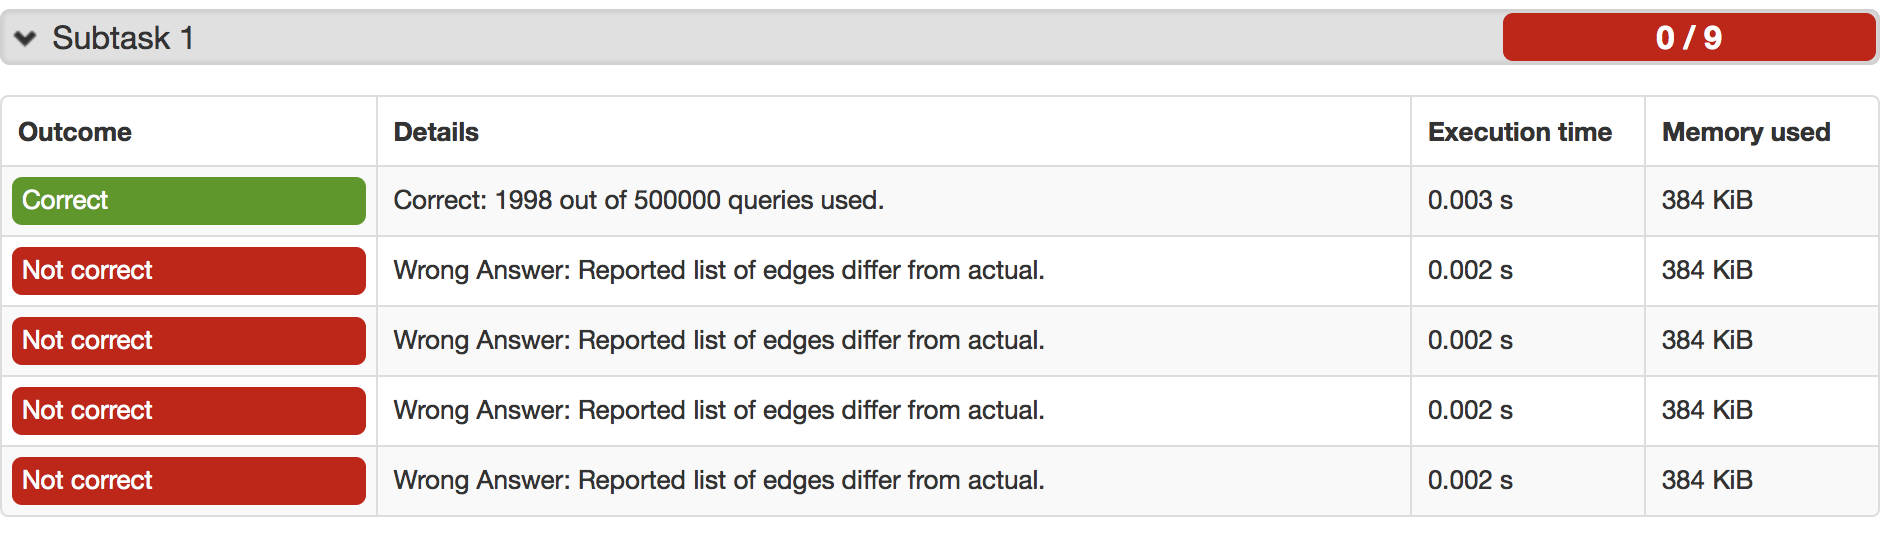 Subtask 1 0 / 9
Outcome Details Execution time Memory used
Correct Correct: 1998 out of 500000 queries used. 0.003 s 384 KiB
Not correct Wrong Answer: Reported list of edges differ from actual. 0.002 s 384 KiB
Not correct Wrong Answer: Reported list of edges differ from actual. 0.002 s 384 KiB
Not correct Wrong Answer: Reported list of edges differ from actual. 0.002 s 384 KiB
Not correct Wrong Answer: Reported list of edges differ from actual. 0.002 s 384 KiB